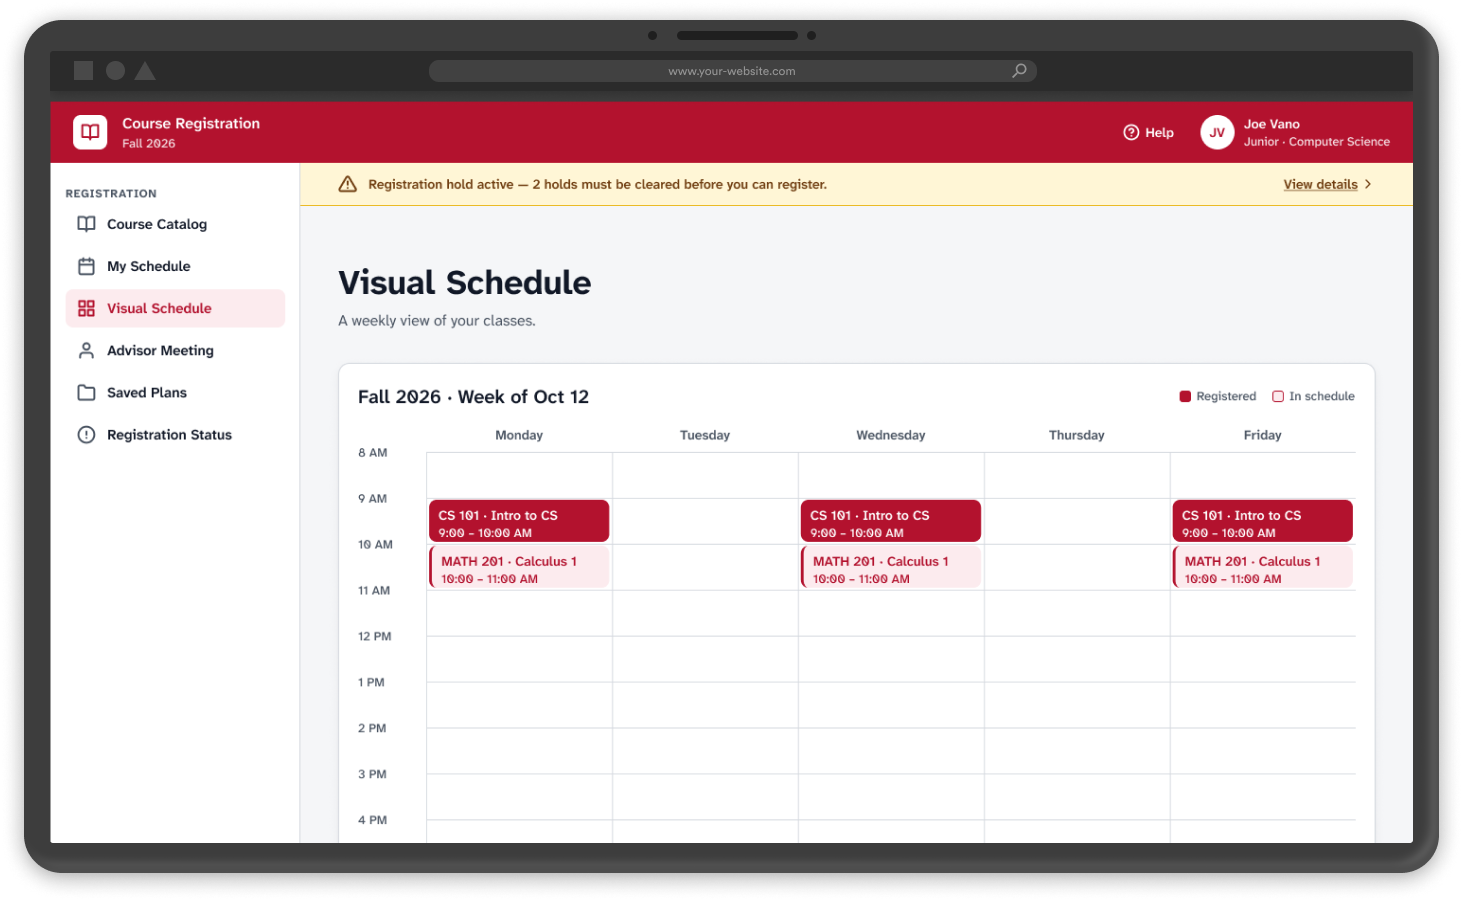 www.your-website.com
Course Registration
Fall 2026
Help
JV
Joe Vano
Junior · Computer Science
REGISTRATION
Course Catalog
My Schedule
Visual Schedule
Advisor Meeting
Saved Plans
Registration Status
Registration hold active — 2 holds must be cleared before you can register.
View details
Visual Schedule
A weekly view of your classes.
Fall 2026 · Week of Oct 12
Registered
In schedule
Monday
Tuesday
Wednesday
Thursday
Friday
8 AM
9 AM
CS 101 · Intro to CS
9:00 – 10:00 AM
CS 101 · Intro to CS
9:00 – 10:00 AM
CS 101 · Intro to CS
9:00 – 10:00 AM
10 AM
MATH 201 · Calculus 1
10:00 – 11:00 AM
MATH 201 · Calculus 1
10:00 – 11:00 AM
MATH 201 · Calculus 1
10:00 – 11:00 AM
11 AM
12 PM
1 PM
2 PM
3 PM
4 PM